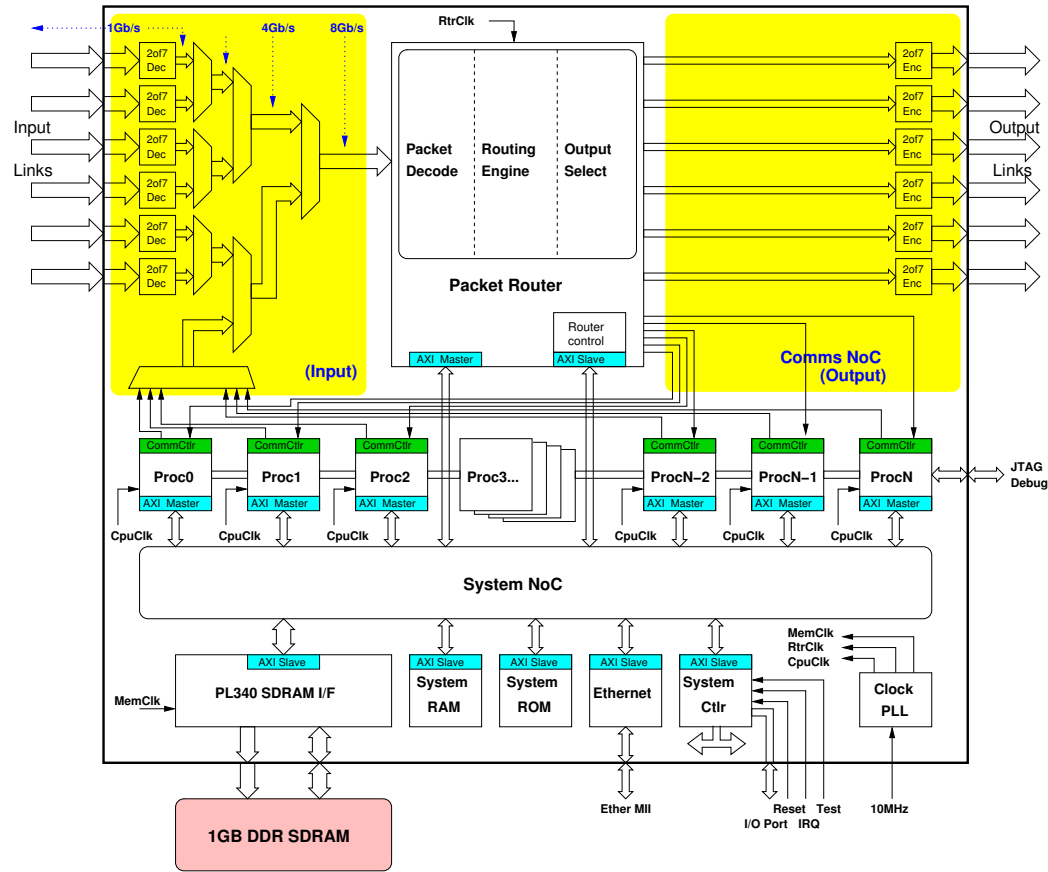 RtrClk
1Gb/s
4Gb/s
8Gb/s
2of7
Dec
2of7
Dec
2of7
Dec
2of7
Dec
2of7
Dec
2of7
Dec
Input
Links
Packet
Decode
Routing
Engine
Output
Select
Packet Router
Router
control
AXI Master
AXI Slave
2of7
Enc
2of7
Enc
2of7
Enc
2of7
Enc
2of7
Enc
2of7
Enc
Output
Links
(Input)
Comms NoC
(Output)
CommCtlr
Proc0
AXI Master
CommCtlr
Proc1
AXI Master
CommCtlr
Proc2
AXI Master
Proc3...
CommCtlr
ProcN−2
AXI Master
CommCtlr
ProcN−1
AXI Master
CommCtlr
ProcN
AXI Master
JTAG
Debug
CpuClk
CpuClk
CpuClk
CpuClk
CpuClk
CpuClk
System NoC
AXI Slave
PL340 SDRAM I/F
MemClk
AXI Slave
System
RAM
AXI Slave
System
ROM
AXI Slave
Ethernet
AXI Slave
System
Ctlr
MemClk
RtrClk
CpuClk
Clock
PLL
Ether MII
Reset
Test
I/O Port
IRQ
10MHz
1GB DDR SDRAM